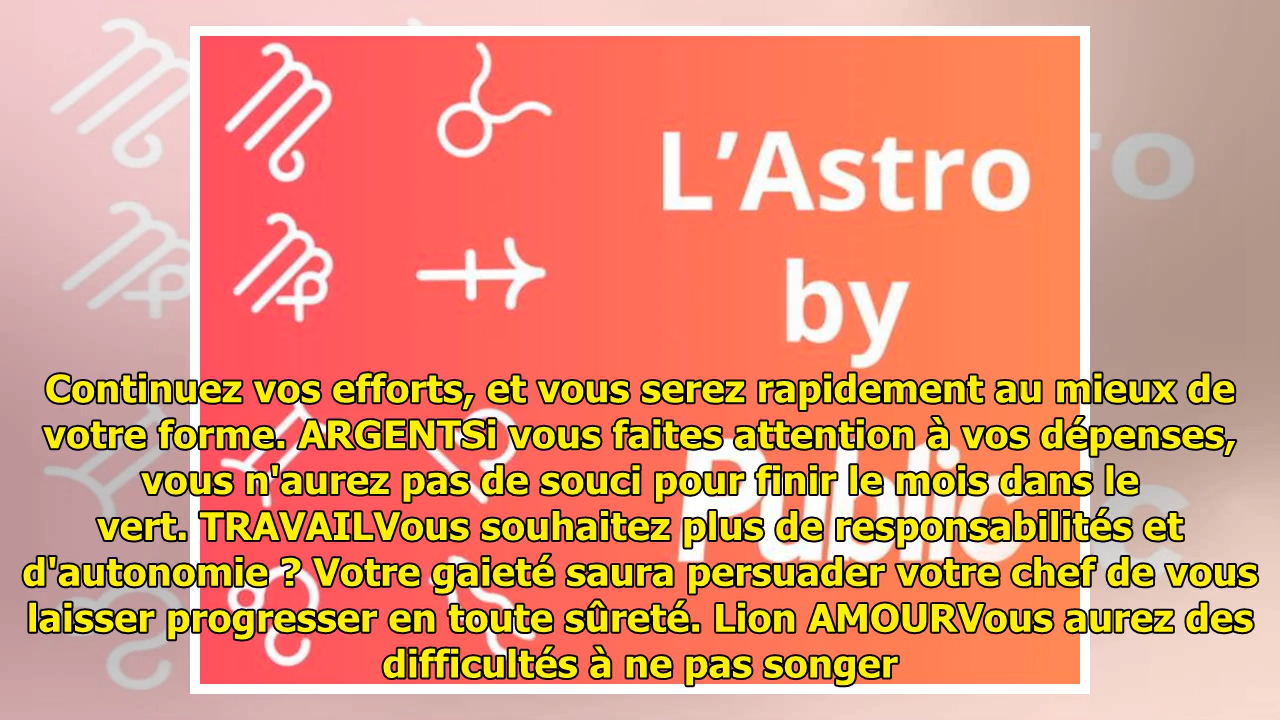 L’Astro
by
Public
Continuez vos efforts, et vous serez rapidement au mieux de
votre forme. ARGENTSi vous faites attention à vos dépenses,
vous n'aurez pas de souci pour finir le mois dans le
vert. TRAVAILVous souhaitez plus de responsabilités et
d'autonomie ? Votre gaieté saura persuader votre chef de vous
laisser progresser en toute sûreté. Lion AMOURVous aurez des
difficultés à ne pas songer